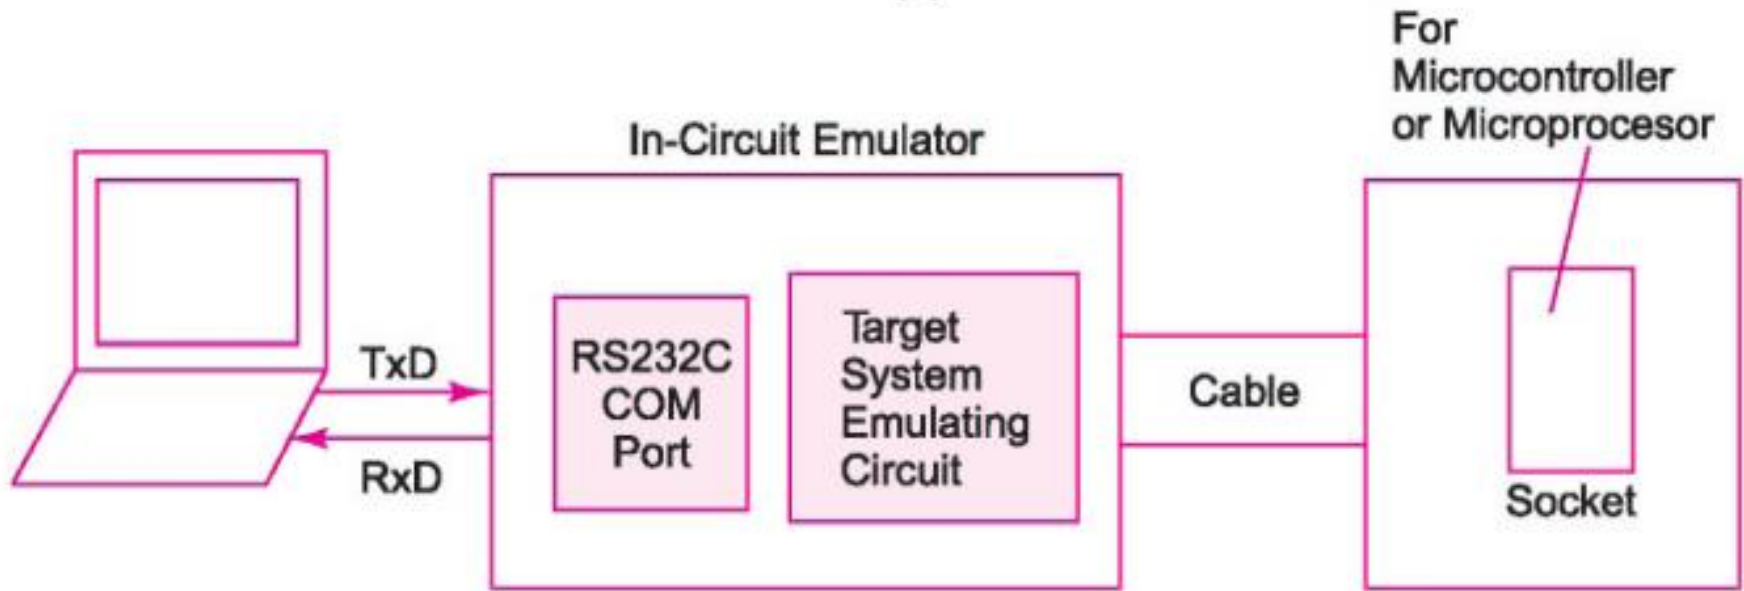 For
Microcontroller
or Microprocesor
In-Circuit Emulator
TxD
RxD
RS232C
COM
Port
Target
System
Emulating
Circuit
Cable
Socket